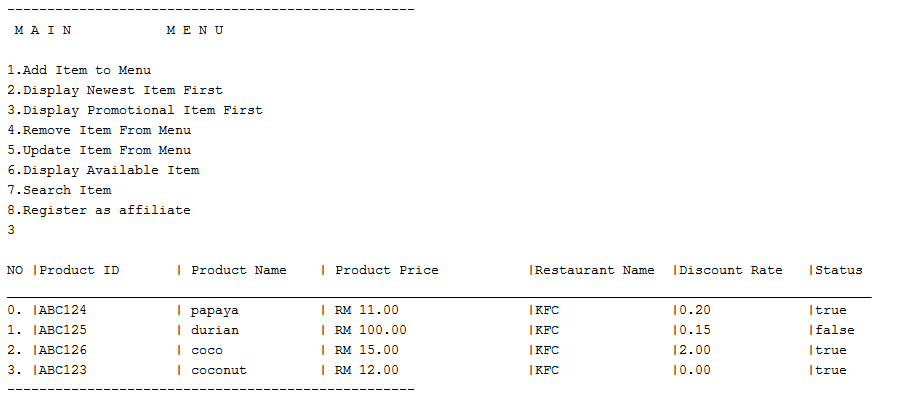 ---------------------------------------------------
M A I N            M E N U
1.Add Item to Menu
2.Display Newest Item First
3.Display Promotional Item First
4.Remove Item From Menu
5.Update Item From Menu
6.Display Available Item
7.Search Item
8.Register as affiliate
3
NO |Product ID       | Product Name    | Product Price           |Restaurant Name  |Discount Rate   |Status
____________________________________________________________________________________________________________
0. |ABC124           | papaya          | RM 11.00                |KFC              |0.20            |true
1. |ABC125           | durian          | RM 100.00               |KFC              |0.15            |false
2. |ABC126           | coco            | RM 15.00                |KFC              |2.00            |true
3. |ABC123           | coconut         | RM 12.00                |KFC              |0.00            |true
---------------------------------------------------